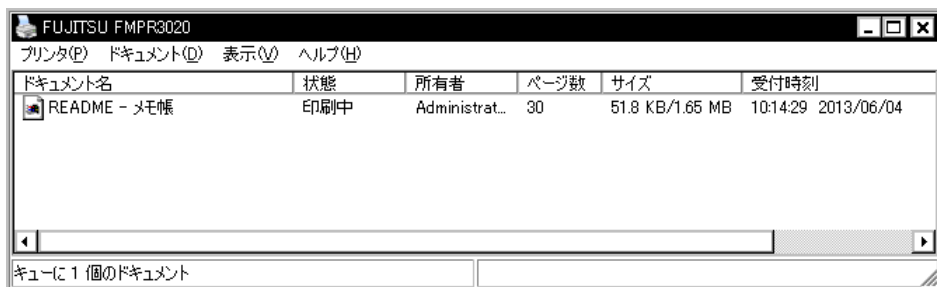 FUJITSU FMPR3020
プリンタ(P) ドキュメント(D) 表示(V) ヘルプ(H)
ドキュメント名 状態 所有者 ページ数 サイズ 受付時刻
README - メモ帳 印刷中 Administrat... 30 51.8 KB/1.65 MB 10:14:29 2013/06/04
キューに 1 個のドキュメント